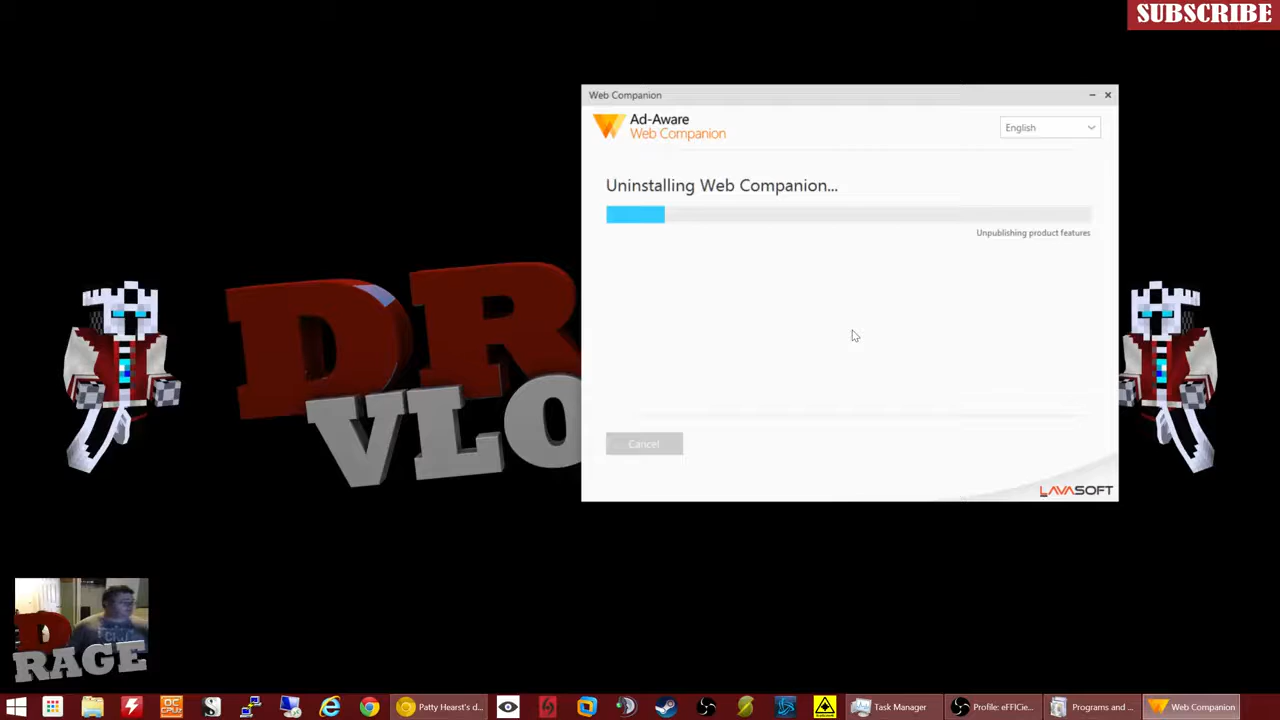 SUBSCRIBE
Web Companion
Ad-Aware
Web Companion
English
Uninstalling Web Companion...
Unpublishing product features
DR
VLO
Cancel
LAVASOFT
D
RAGE
Patty Hearst's d...
Task Manager
Profile: eFFICie...
Programs and ...
Web Companion